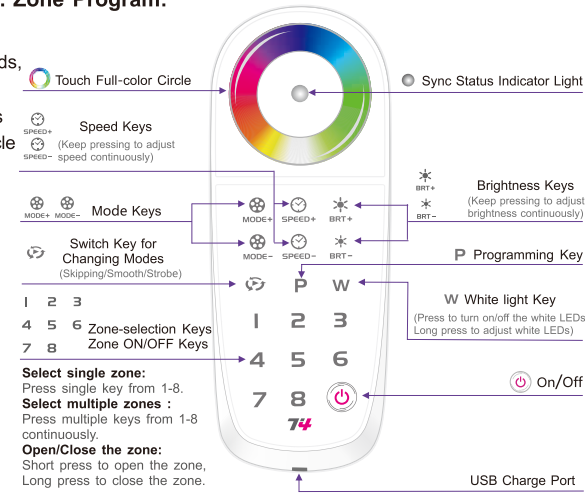 Zone Program:
ds,
s
cle
Touch Full-color Circle
Sync Status Indicator Light
SPEED+
SPEED-
Speed Keys
(Keep pressing to adjust
speed continuously)
BRT+
BRT-
Brightness Keys
(Keep pressing to adjust
brightness continuously)
MODE+ MODE-
Mode Keys
MODE+ SPEED+ BRT+
MODE- SPEED- BRT-
Switch Key for
Changing Modes
(Skipping/Smooth/Strobe)
P Programming Key
P W
W White light Key
(Press to turn on/off the white LEDs
Long press to adjust white LEDs)
1 2 3
4 5 6
7 8
Zone-selection Keys
Zone ON/OFF Keys
1 2 3
4 5 6
7 8
T4
On/Off
Select single zone:
Press single key from 1-8.
Select multiple zones :
Press multiple keys from 1-8
continuously.
Open/Close the zone:
Short press to open the zone,
Long press to close the zone.
USB Charge Port